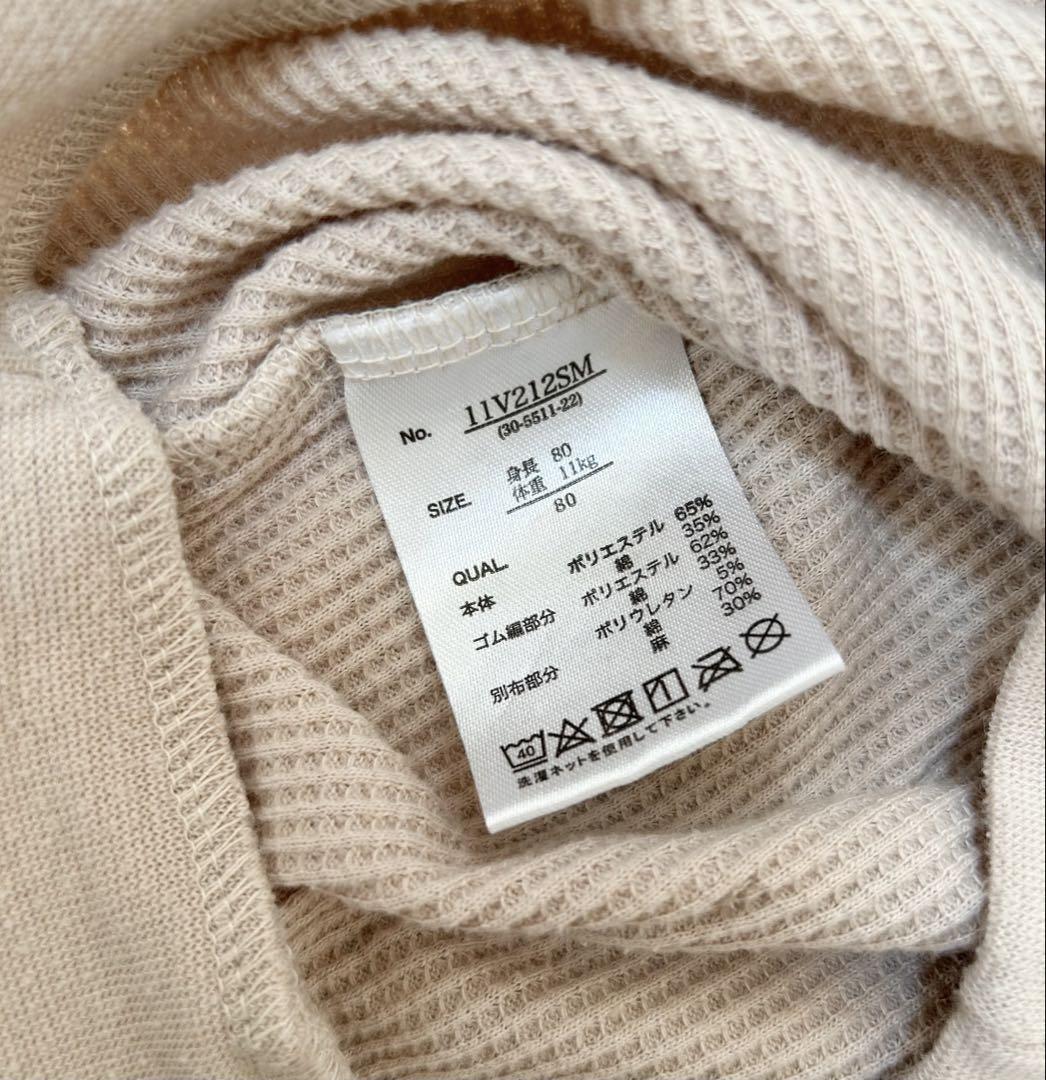 No. 11V212SM
(30-5511-22)
身長 80
SIZE. 体重 11kg
80
QUAL. ポリエステル 65%
本体 綿 35%
ポリエステル 62%
ゴム編部分 綿 33%
ポリウレタン 5%
綿 70%
別布部分 麻 30%
40
洗濯ネットを使用して下さい。